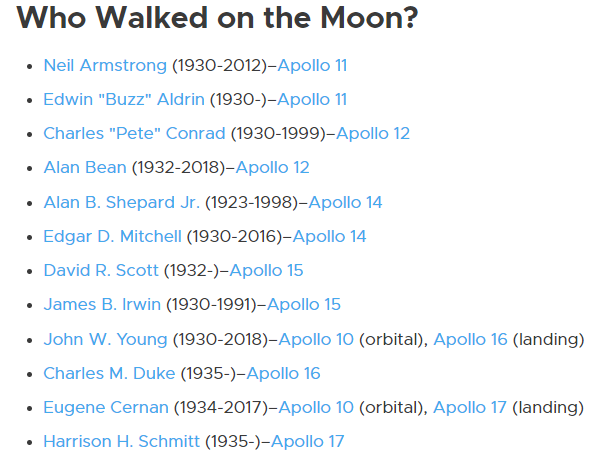 Who Walked on the Moon?
• Neil Armstrong (1930-2012)–Apollo 11
• Edwin "Buzz" Aldrin (1930-)–Apollo 11
• Charles "Pete" Conrad (1930-1999)–Apollo 12
• Alan Bean (1932-2018)–Apollo 12
• Alan B. Shepard Jr. (1923-1998)–Apollo 14
• Edgar D. Mitchell (1930-2016)–Apollo 14
• David R. Scott (1932-)–Apollo 15
• James B. Irwin (1930-1991)–Apollo 15
• John W. Young (1930-2018)–Apollo 10 (orbital), Apollo 16 (landing)
• Charles M. Duke (1935-)–Apollo 16
• Eugene Cernan (1934-2017)–Apollo 10 (orbital), Apollo 17 (landing)
• Harrison H. Schmitt (1935-)–Apollo 17